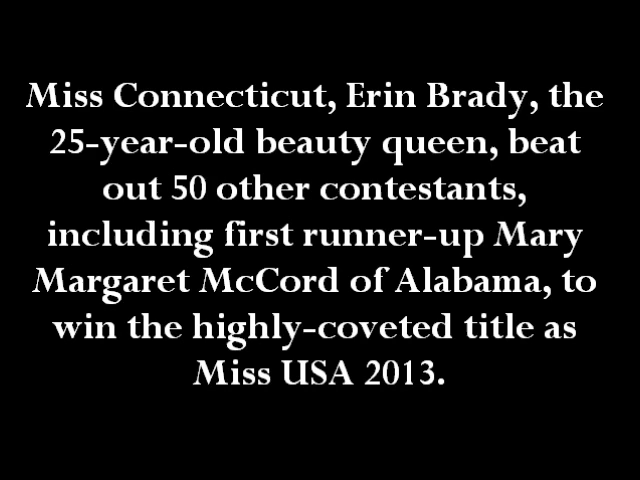 Miss Connecticut, Erin Brady, the
25-year-old beauty queen, beat
out 50 other contestants,
including first runner-up Mary
Margaret McCord of Alabama, to
win the highly-coveted title as
Miss USA 2013.